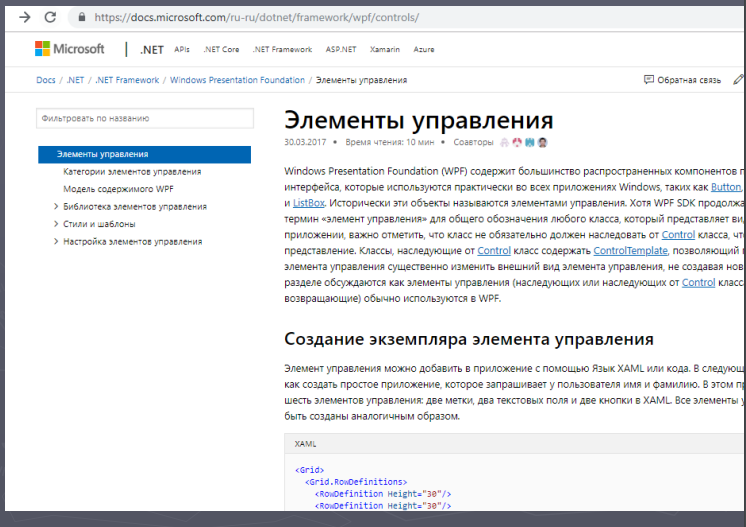 https://docs.microsoft.com/ru-ru/dotnet/framework/wpf/controls/
Microsoft .NET APIs .NET Core .NET Framework ASP.NET Xamarin Azure
Docs / .NET / .NET Framework / Windows Presentation Foundation / Элементы управления Обратная связь
Фильтровать по названию
Элементы управления
Категории элементов управления
Модель содержимого WPF
Библиотека элементов управления
Стили и шаблоны
Настройка элементов управления
Элементы управления
30.03.2017 • Время чтения: 10 мин • Соавторы
Windows Presentation Foundation (WPF) содержит большинство распространенных компонентов
интерфейса, которые используются практически во всех приложениях Windows, таких как Button,
и ListBox. Исторически эти объекты называются элементами управления. Хотя WPF SDK
термин «элемент управления» для общего обозначения любого класса, который представляет
приложении, важно отметить, что класс не обязательно должен наследовать от Control класса,
представление. Классы, наследующие от Control класс содержать ControlTemplate, позволяющий
элемента управления существенно изменить внешний вид элемента управления, не создавая
разделе обсуждаются как элементы управления (наследующих или наследующих от Control
возвращающие) обычно используются в WPF.
Создание экземпляра элемента управления
Элемент управления можно добавить в приложение с помощью Язык XAML или кода. В
как создать простое приложение, которое запрашивает у пользователя имя и фамилию. В этом
шесть элементов управления: две метки, два текстовых поля и две кнопки в XAML. Все элементы
быть созданы аналогичным образом.
XAML
<Grid>
<Grid.RowDefinitions>
<RowDefinition Height="30"/>
<RowDefinition Height="30"/>